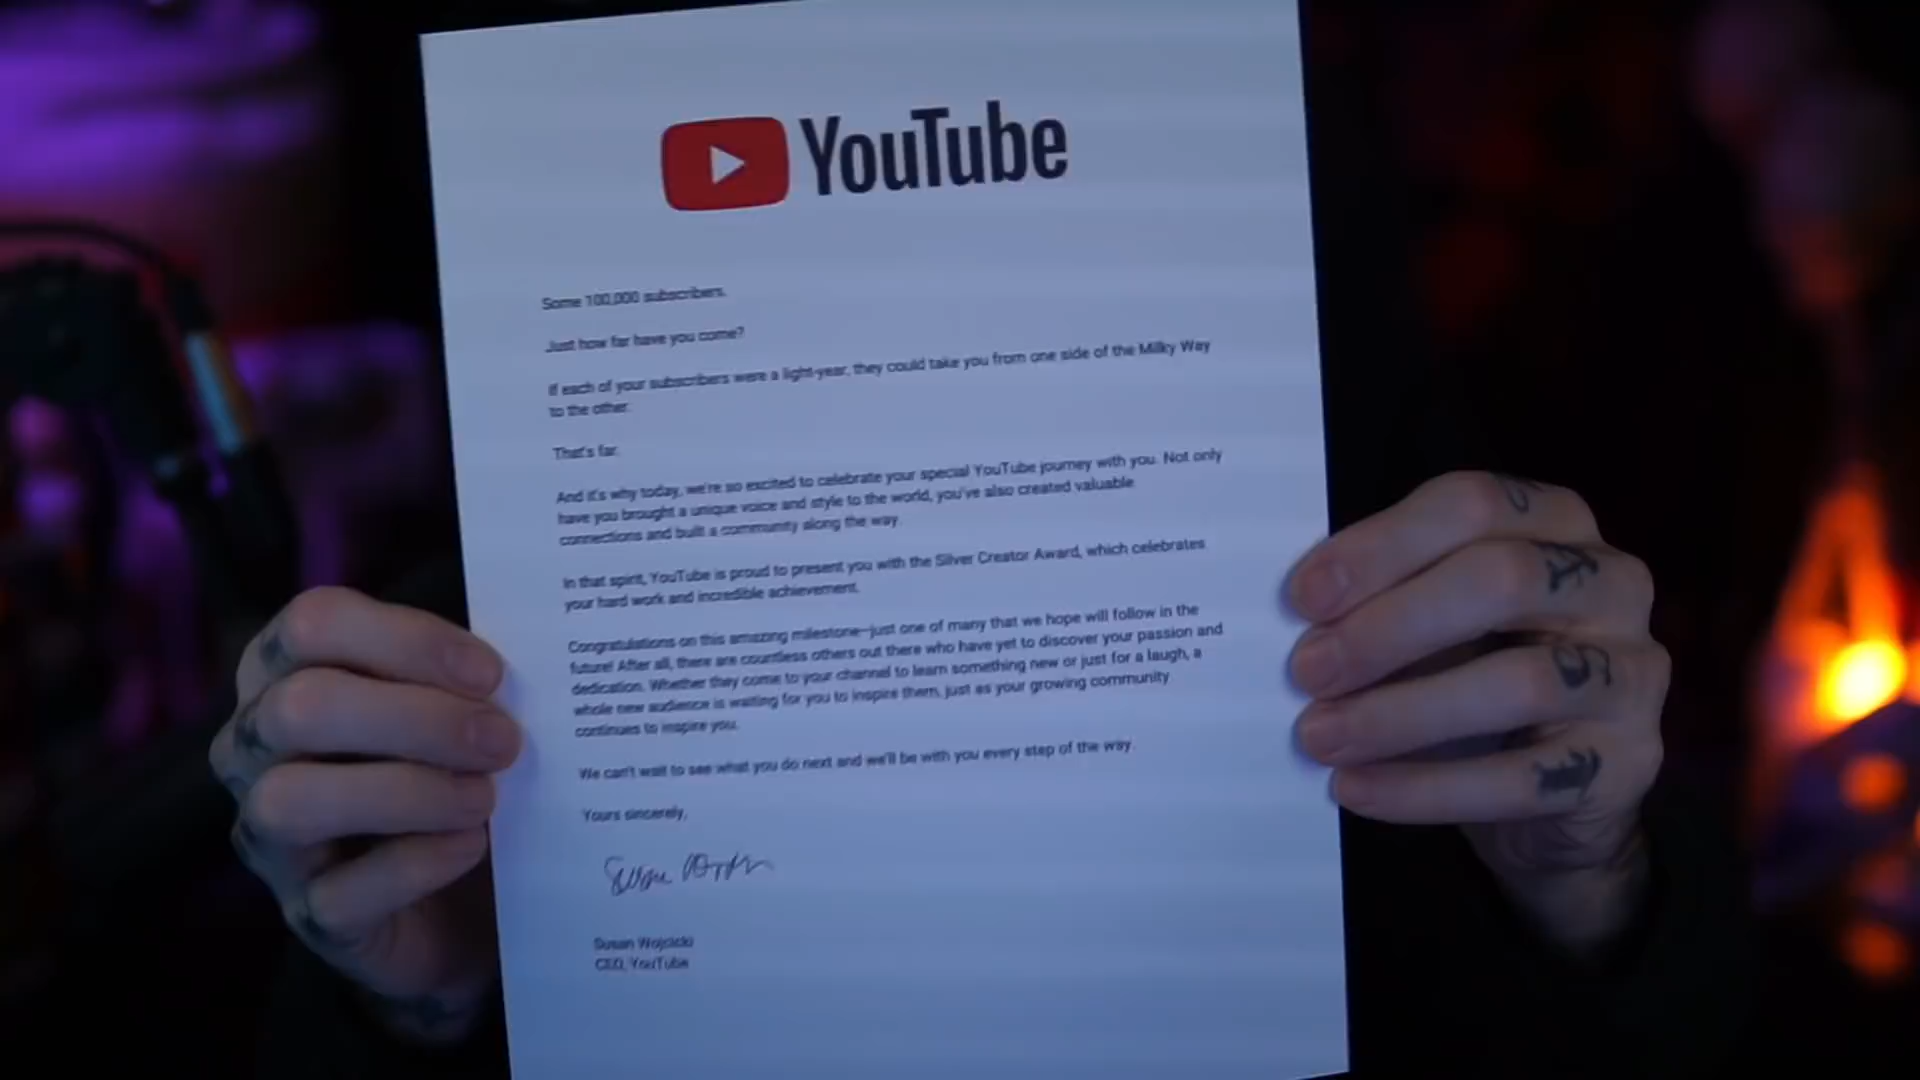 YouTube
Some 100,000 subscribers.
Just how far have you come?
If each of your subscribers were a light-year, they could take you from one side of the Milky Way
to the other.
That's far.
And it's why today, we're so excited to celebrate your special YouTube journey with you. Not only
have you brought a unique voice and style to the world, you've also created valuable
connections and built a community along the way.
In that spirit, YouTube is proud to present you with the Silver Creator Award, which celebrates
your hard work and incredible achievement.
Congratulations on this amazing milestone—just one of many that we hope will follow in the
future! After all, there are countless others out there who have yet to discover your passion and
dedication. Whether they come to your channel to learn something new or just for a laugh, a
whole new audience is waiting for you to inspire them, just as your growing community
continues to inspire you.
We can't wait to see what you do next and we'll be with you every step of the way.
Yours sincerely,
Susan Wojcicki
CEO, YouTube